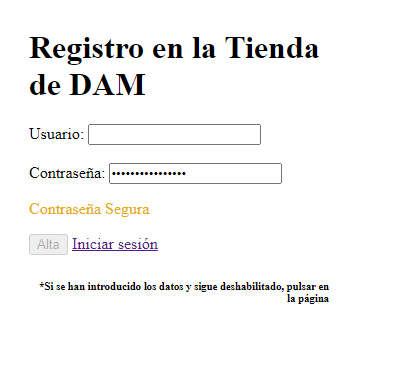 Registro en la Tienda
de DAM
Usuario:
Contraseña: ••••••••••••••••
Contraseña Segura
Alta Iniciar sesión
*Si se han introducido los datos y sigue deshabilitado, pulsar en
la página